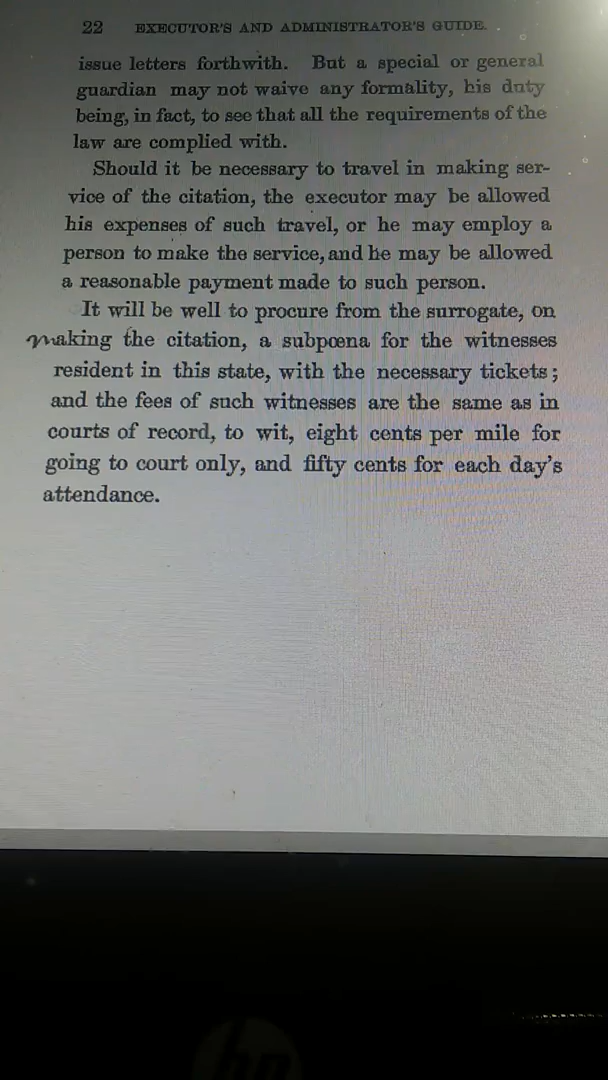 22 EXECUTOR'S AND ADMINISTRATOR'S GUIDE.
issue letters forthwith. But a special or general
guardian may not waive any formality, his duty
being, in fact, to see that all the requirements of the
law are complied with.
Should it be necessary to travel in making ser-
vice of the citation, the executor may be allowed
his expenses of such travel, or he may employ a
person to make the service, and he may be allowed
a reasonable payment made to such person.
It will be well to procure from the surrogate, on
making the citation, a subpœna for the witnesses
resident in this state, with the necessary tickets;
and the fees of such witnesses are the same as in
courts of record, to wit, eight cents per mile for
going to court only, and fifty cents for each day's
attendance.
hp